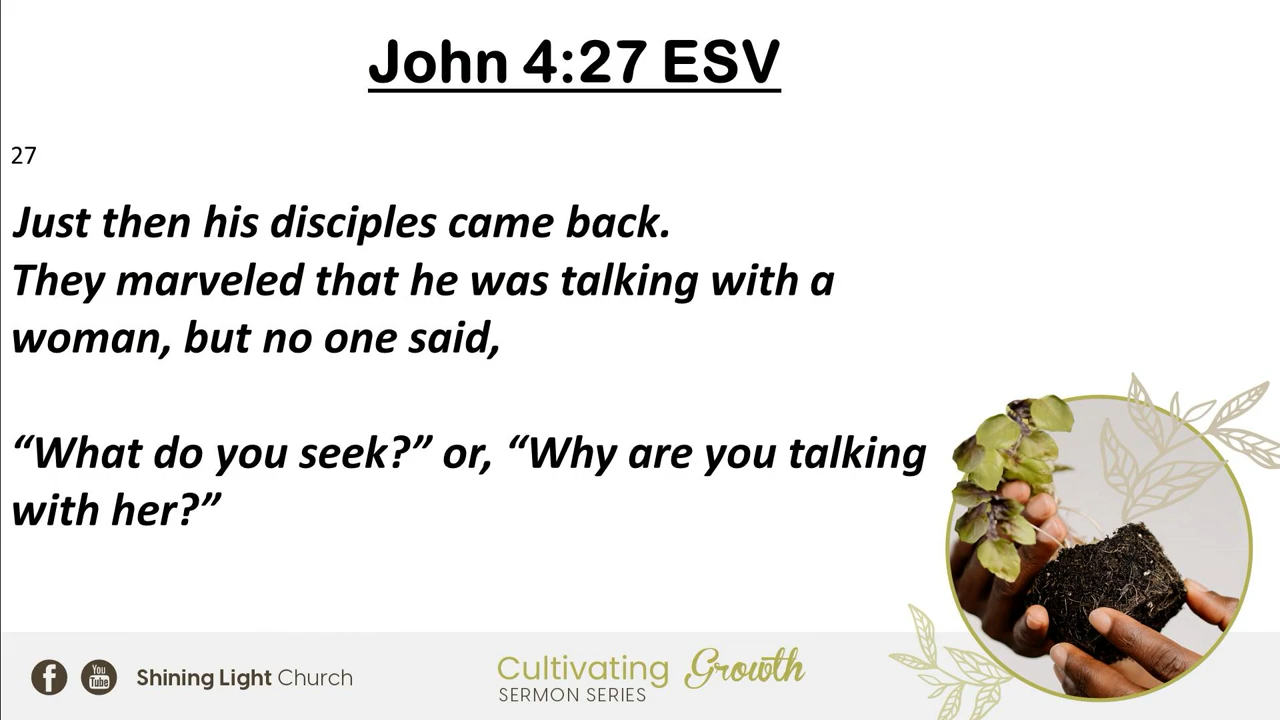 John 4:27 ESV
27
Just then his disciples came back.
They marveled that he was talking with a
woman, but no one said,
“What do you seek?” or, “Why are you talking
with her?”
You
Tube
Shining Light Church
Cultivating Growth
SERMON SERIES